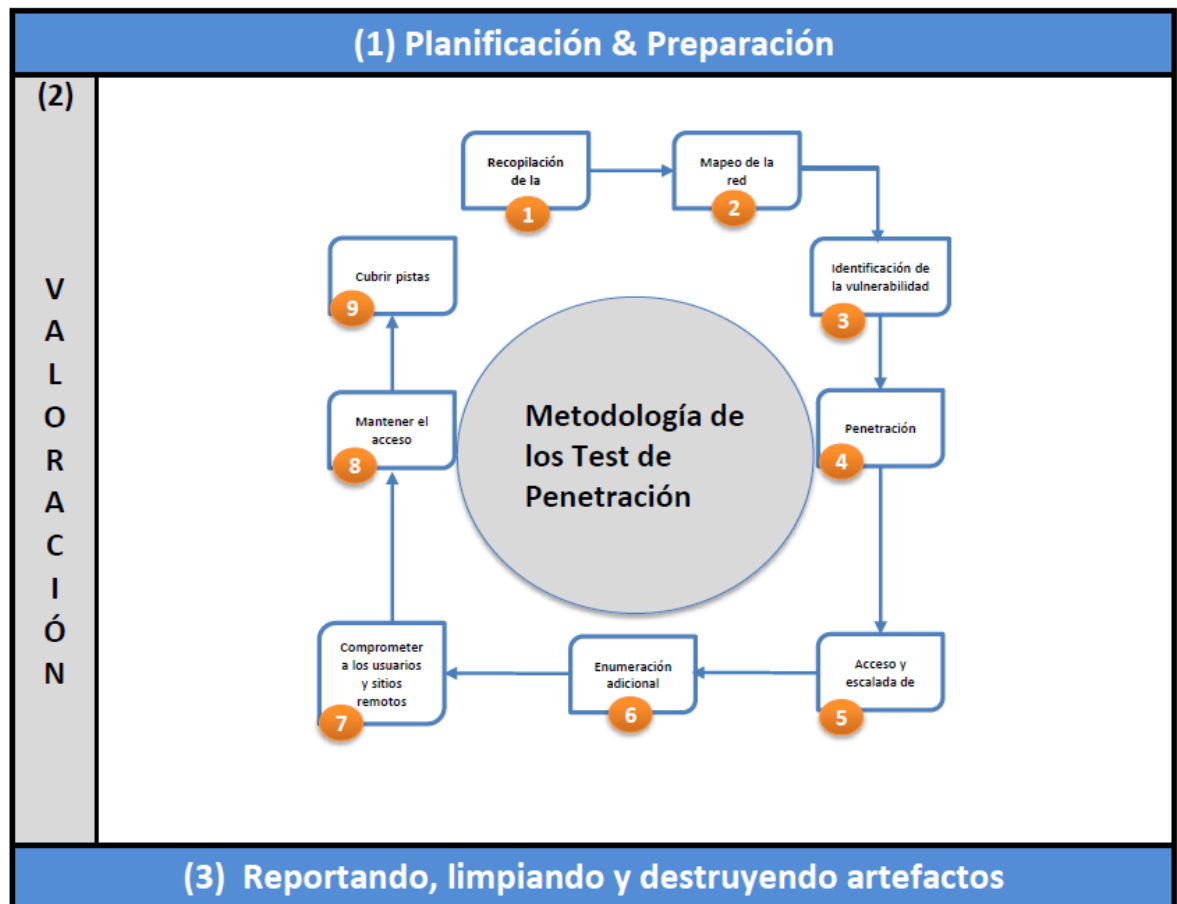 (1) Planificación & Preparación
(2)
V
A
L
O
R
A
C
I
Ó
N
Recopilación
de la
1
Mapeo de la
red
2
Identificación de
la vulnerabilidad
3
Penetración
4
Acceso y
escalada de
5
Enumeración
adicional
6
Comprometer
a los usuarios
y sitios
remotos
7
Mantener el
acceso
8
Cubrir pistas
9
Metodología de
los Test de
Penetración
(3) Reportando, limpiando y destruyendo artefactos